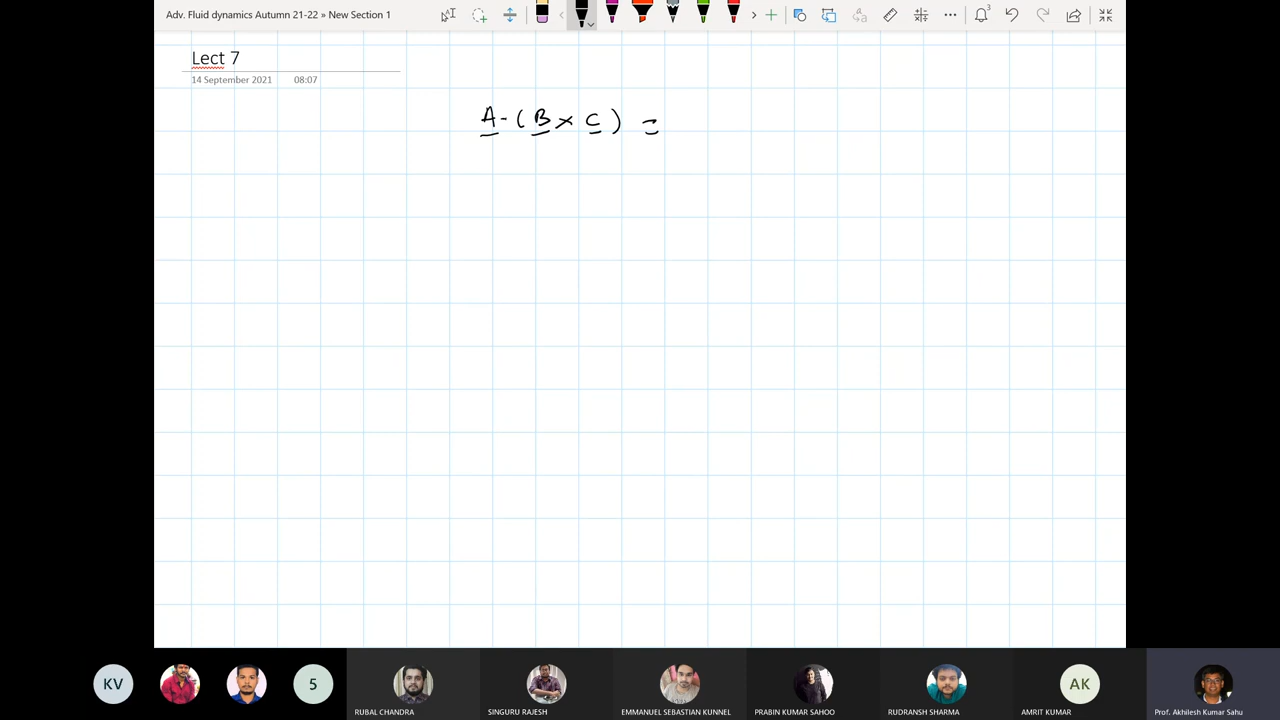 Adv. Fluid dynamics Autumn 21-22 » New Section 1
3
Lect 7
14 September 2021 08:07
A · ( B × C ) =
KV
5
AK
RUBAL CHANDRA
SINGURU RAJESH
EMMANUEL SEBASTIAN KUNNEL
PRABIN KUMAR SAHOO
RUDRANSH SHARMA
AMRIT KUMAR
Prof. Akhilesh Kumar Sahu